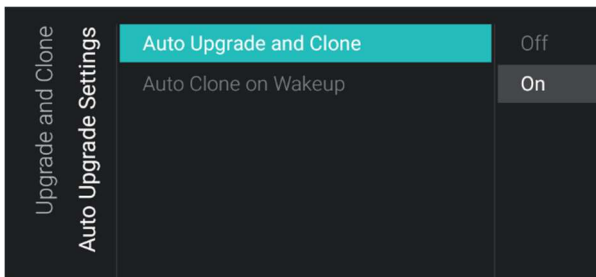 Upgrade and Clone
Auto Upgrade Settings
Auto Upgrade and Clone
Auto Clone on Wakeup
Off
On